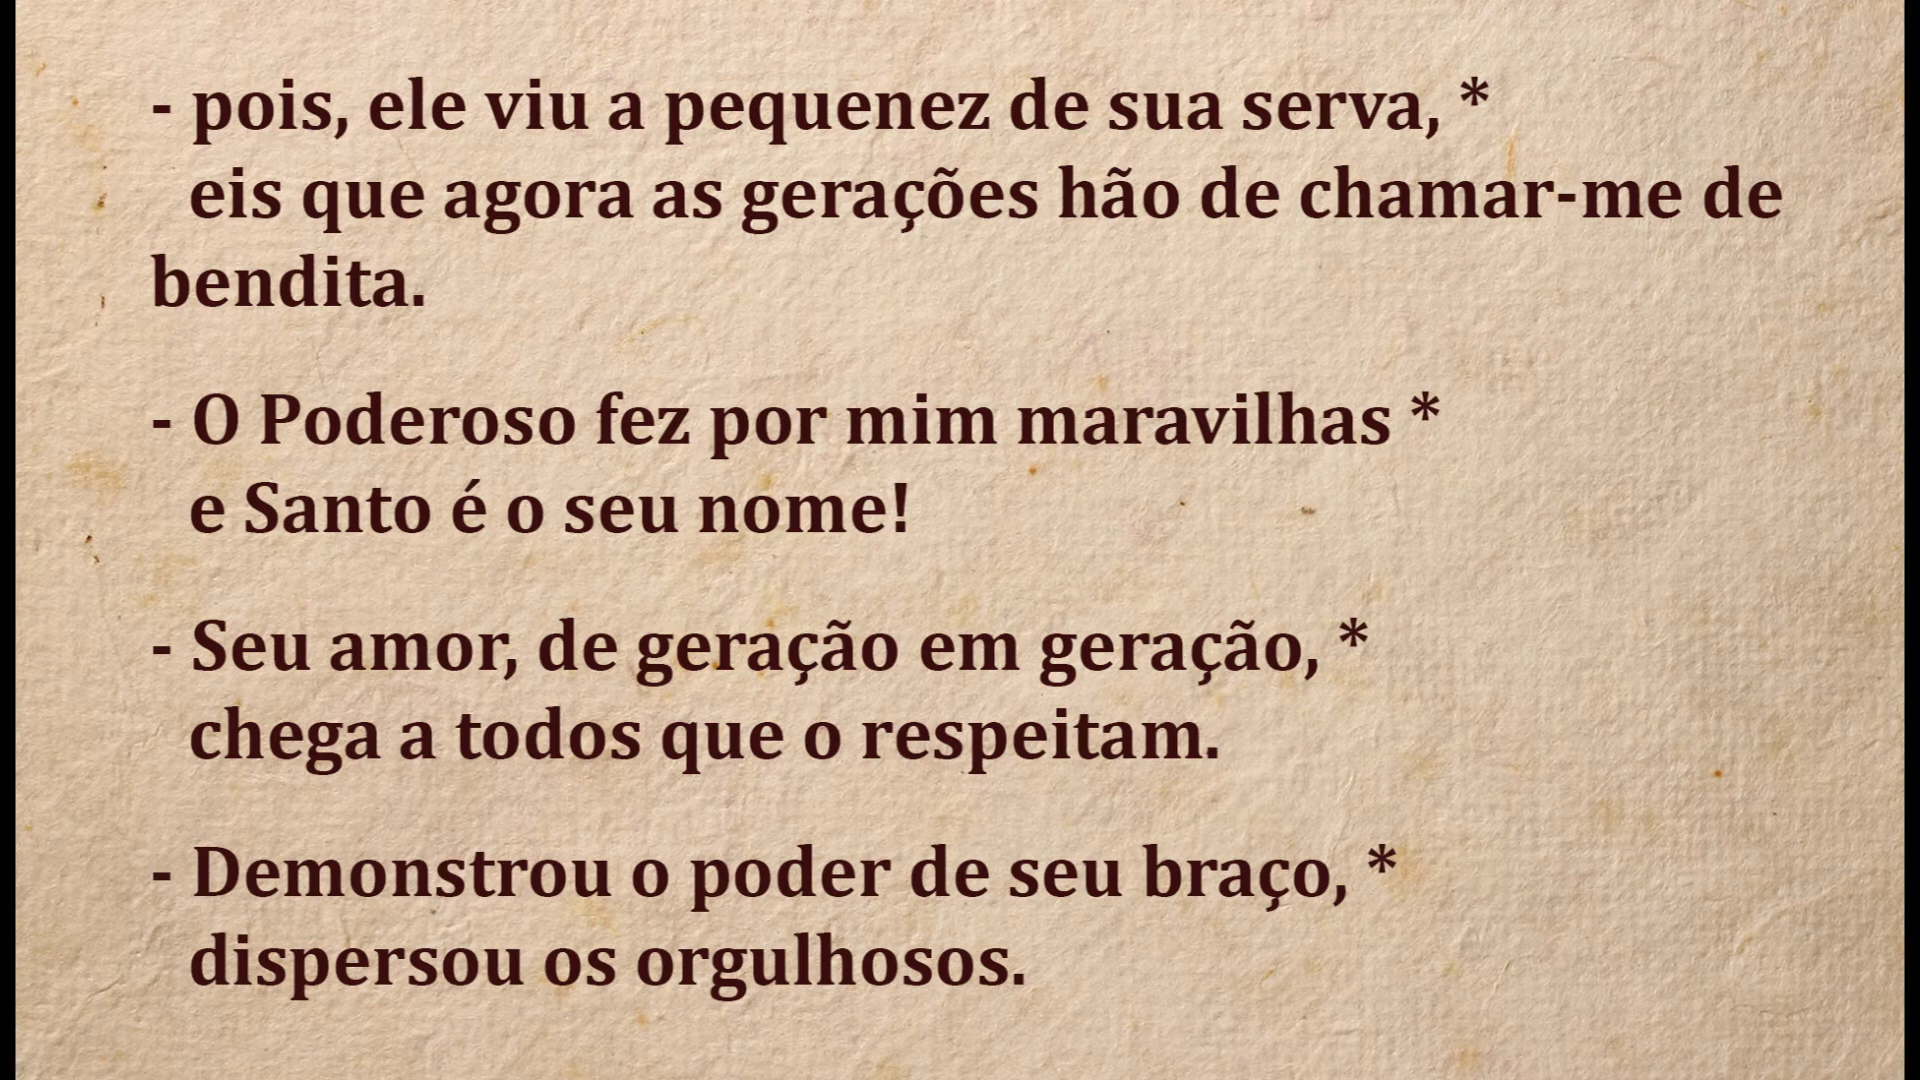 - pois, ele viu a pequenez de sua serva, *
eis que agora as gerações hão de chamar-me de
bendita.
- O Poderoso fez por mim maravilhas *
e Santo é o seu nome!
- Seu amor, de geração em geração, *
chega a todos que o respeitam.
- Demonstrou o poder de seu braço, *
dispersou os orgulhosos.